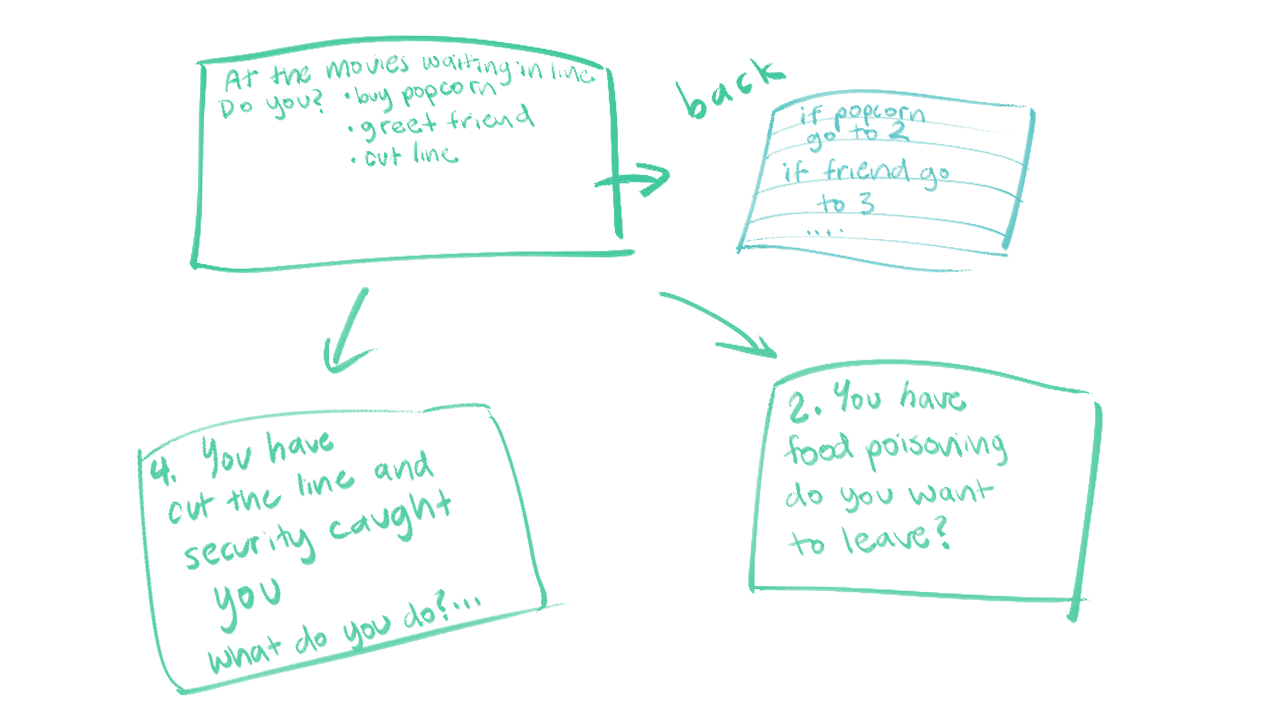 At the movies waiting in line
Do you? • buy popcorn
• greet friend
• cut line
back
if popcorn
go to 2
if friend go
to 3
....
4. You have
cut the line and
security caught
you
what do you do?...
2. You have
food poisoning
do you want
to leave?